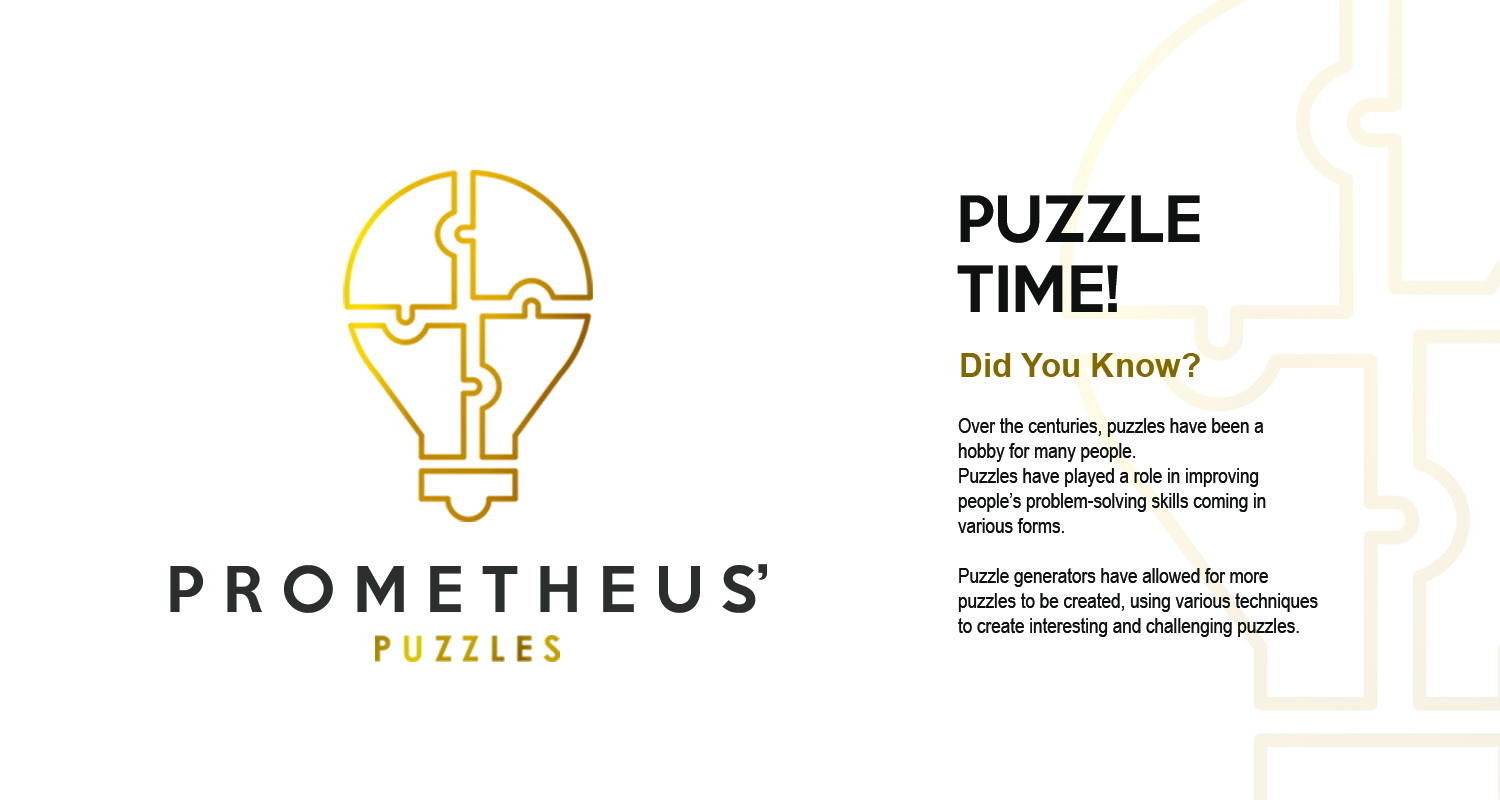 PROMETHEUS’
PUZZLES
PUZZLE
TIME!
Did You Know?
Over the centuries, puzzles have been a
hobby for many people.
Puzzles have played a role in improving
people’s problem-solving skills coming in
various forms.
Puzzle generators have allowed for more
puzzles to be created, using various techniques
to create interesting and challenging puzzles.